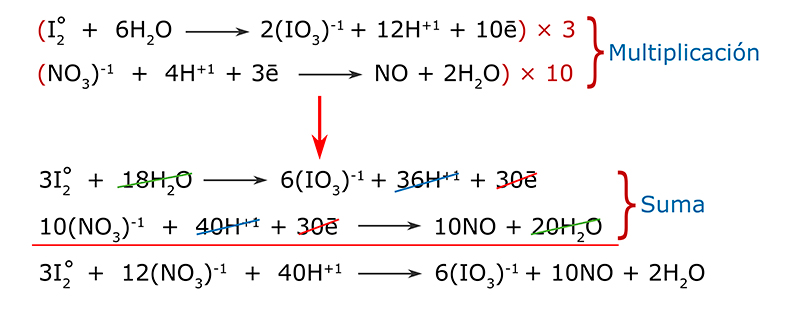 (I₂° + 6H₂O ⟶ 2(IO₃)⁻¹ + 12H⁺¹ + 10ē) × 3
(NO₃)⁻¹ + 4H⁺¹ + 3ē ⟶ NO + 2H₂O) × 10
Multiplicación
3I₂° + 18H₂O ⟶ 6(IO₃)⁻¹ + 36H⁺¹ + 30ē
10(NO₃)⁻¹ + 40H⁺¹ + 30ē ⟶ 10NO + 20H₂O
Suma
3I₂° + 12(NO₃)⁻¹ + 40H⁺¹ ⟶ 6(IO₃)⁻¹ + 10NO + 2H₂O